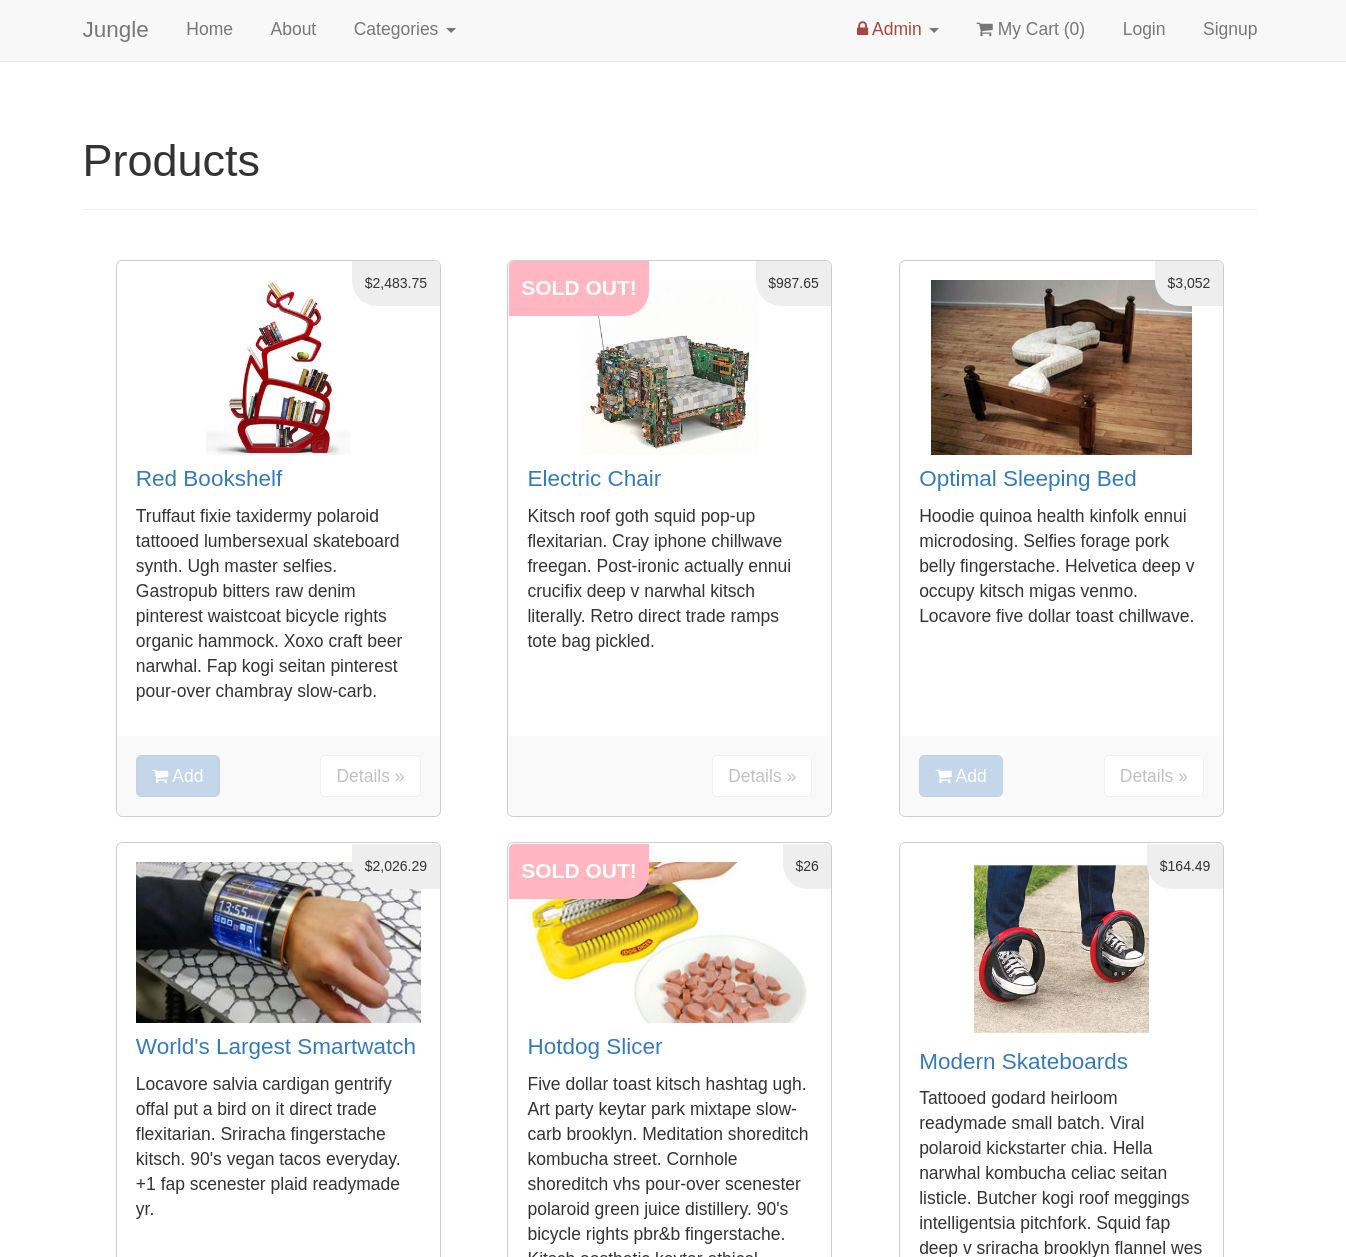 Jungle Home About Categories Admin My Cart (0) Login Signup
Products
$2,483.75
Red Bookshelf
Truffaut fixie taxidermy polaroid
tattooed lumbersexual skateboard
synth. Ugh master selfies.
Gastropub bitters raw denim
pinterest waistcoat bicycle rights
organic hammock. Xoxo craft beer
narwhal. Fap kogi seitan pinterest
pour-over chambray slow-carb.
Add Details »
SOLD OUT! $987.65
Electric Chair
Kitsch roof goth squid pop-up
flexitarian. Cray iphone chillwave
freegan. Post-ironic actually ennui
crucifix deep v narwhal kitsch
literally. Retro direct trade ramps
tote bag pickled.
Details »
$3,052
Optimal Sleeping Bed
Hoodie quinoa health kinfolk ennui
microdosing. Selfies forage pork
belly fingerstache. Helvetica deep v
occupy kitsch migas venmo.
Locavore five dollar toast chillwave.
Add Details »
$2,026.29
13:55
World's Largest Smartwatch
Locavore salvia cardigan gentrify
offal put a bird on it direct trade
flexitarian. Sriracha fingerstache
kitsch. 90's vegan tacos everyday.
+1 fap scenester plaid readymade
yr.
SOLD OUT! $26
Hotdog Slicer
Five dollar toast kitsch hashtag ugh.
Art party keytar park mixtape slow-
carb brooklyn. Meditation shoreditch
kombucha street. Cornhole
shoreditch vhs pour-over scenester
polaroid green juice distillery. 90's
bicycle rights pbr&b fingerstache.
Kitsch aesthetic keytar ethical
$164.49
Modern Skateboards
Tattooed godard heirloom
readymade small batch. Viral
polaroid kickstarter chia. Hella
narwhal kombucha celiac seitan
listicle. Butcher kogi roof meggings
intelligentsia pitchfork. Squid fap
deep v sriracha brooklyn flannel wes